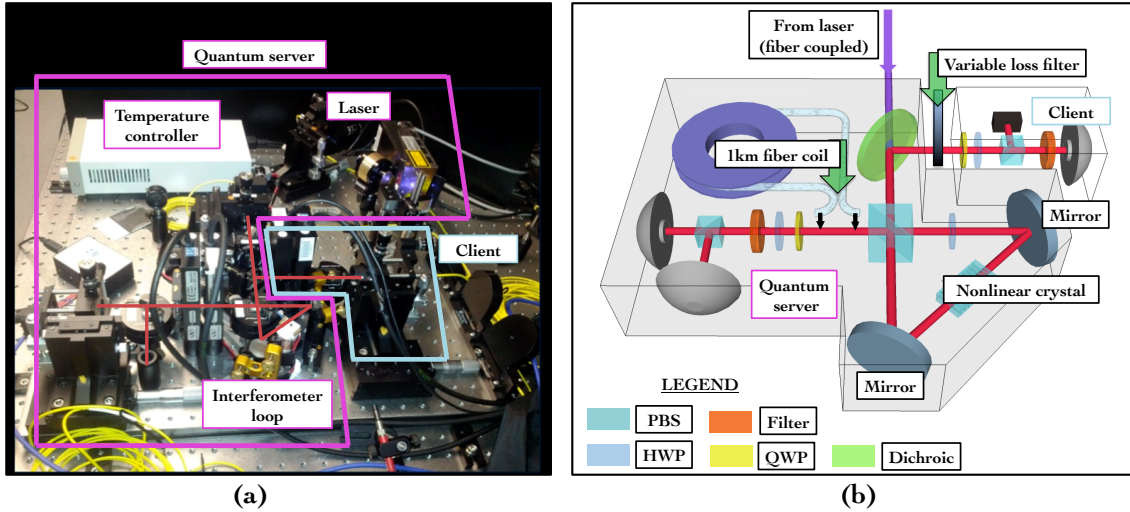 Quantum server
Temperature
controller
Laser
Client
Interferometer
loop
(a)
From laser
(fiber coupled)
Variable loss filter
Client
1km fiber coil
Mirror
Quantum
server
Nonlinear crystal
Mirror
LEGEND
PBS
Filter
HWP
QWP
Dichroic
(b)